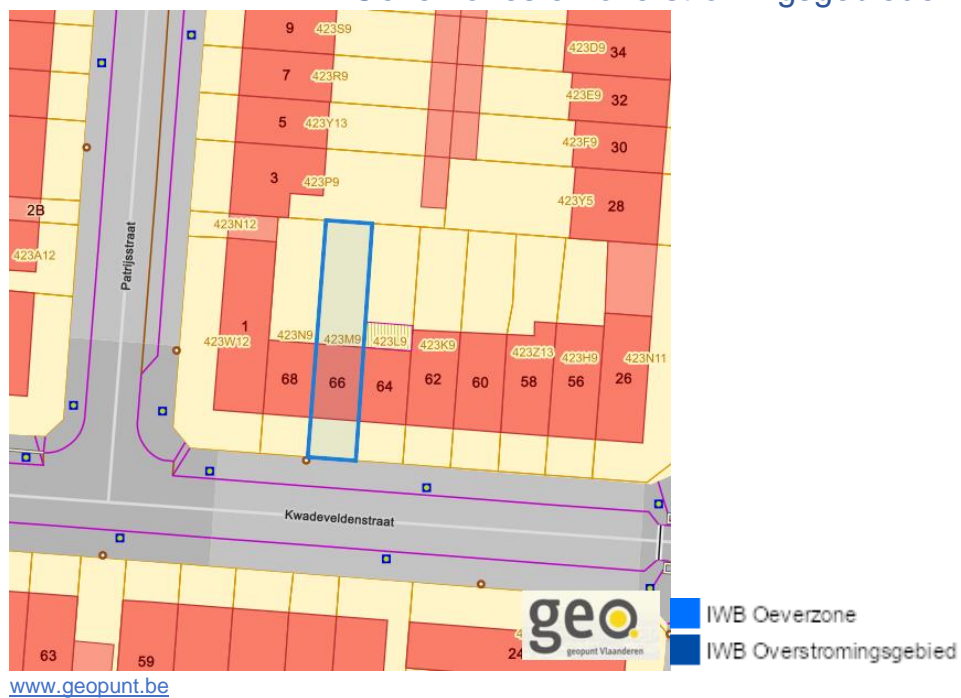 9 423S9
7 423R9
5 423Y13
3 423P9
423D9 34
423E9 32
423F9 30
423Y5 28
2B
423A12
423N12
Patrijsstraat
1
423W12
423N9
423M9
423L9
423K9
423Z13
423H9
423N11
68
66
64
62
60
58
56
26
Kwadeveldenstraat
63
59
24
geo.
geopunt Vlaanderen
IWB Oeverzone
IWB Overstromingsgebied
www.geopunt.be